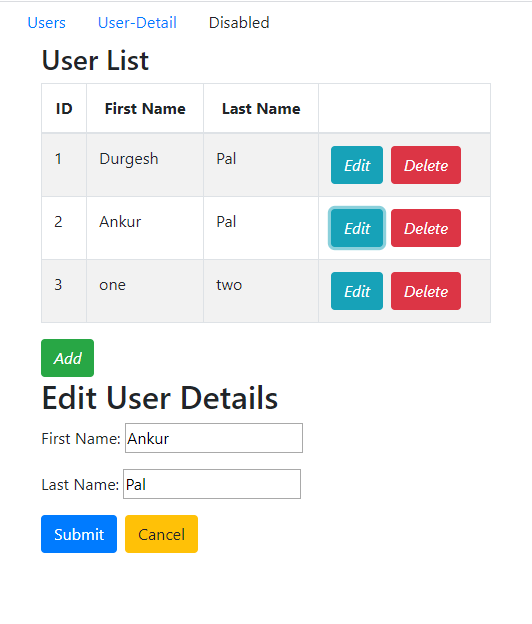 Users User-Detail Disabled
User List
ID First Name Last Name
1 Durgesh Pal Edit Delete
2 Ankur Pal Edit Delete
3 one two Edit Delete
Add
Edit User Details
First Name: Ankur
Last Name: Pal
Submit Cancel